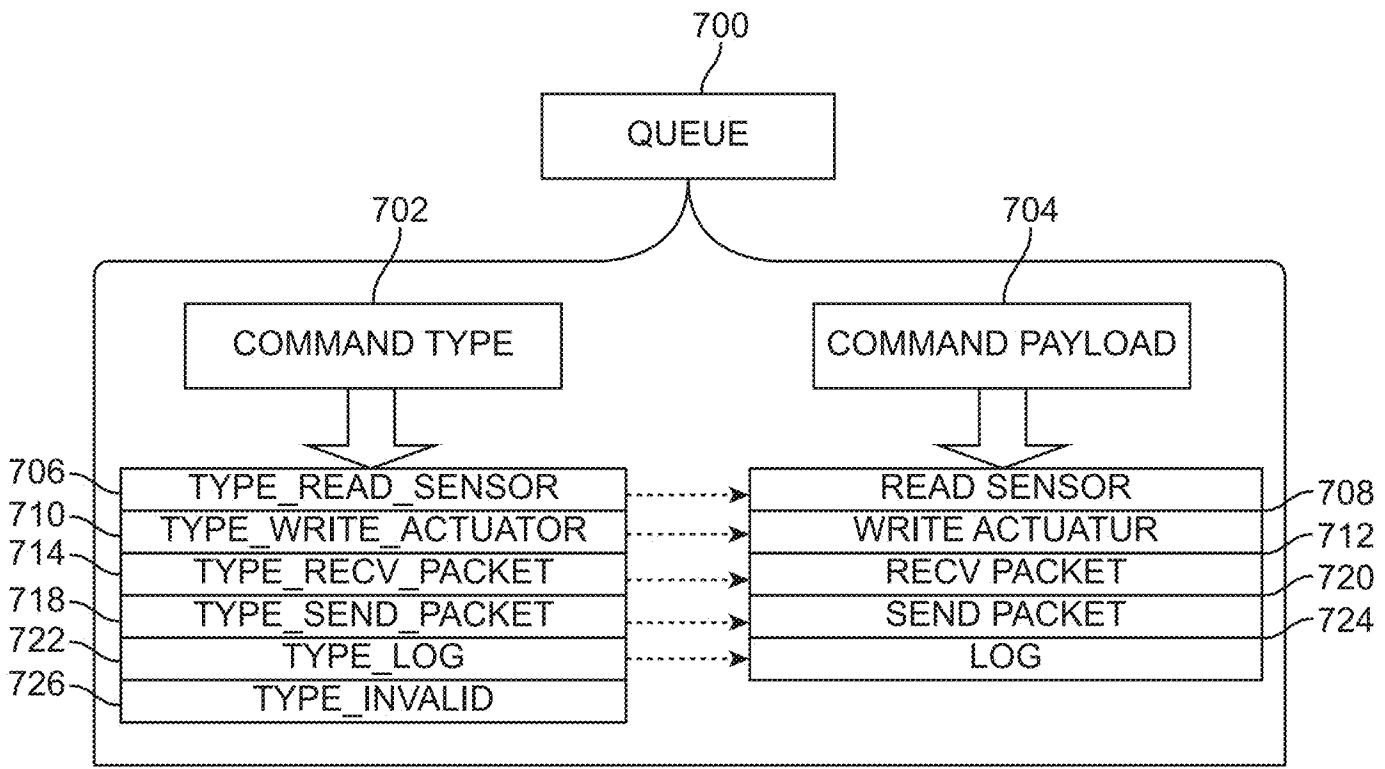 700
QUEUE
702
704
COMMAND TYPE
COMMAND PAYLOAD
706
TYPE_READ_SENSOR
READ SENSOR
708
710
TYPE_WRITE_ACTUATOR
WRITE ACTUATUR
712
714
TYPE_RECV_PACKET
RECV PACKET
720
718
TYPE_SEND_PACKET
SEND PACKET
724
722
TYPE_LOG
LOG
726
TYPE_INVALID